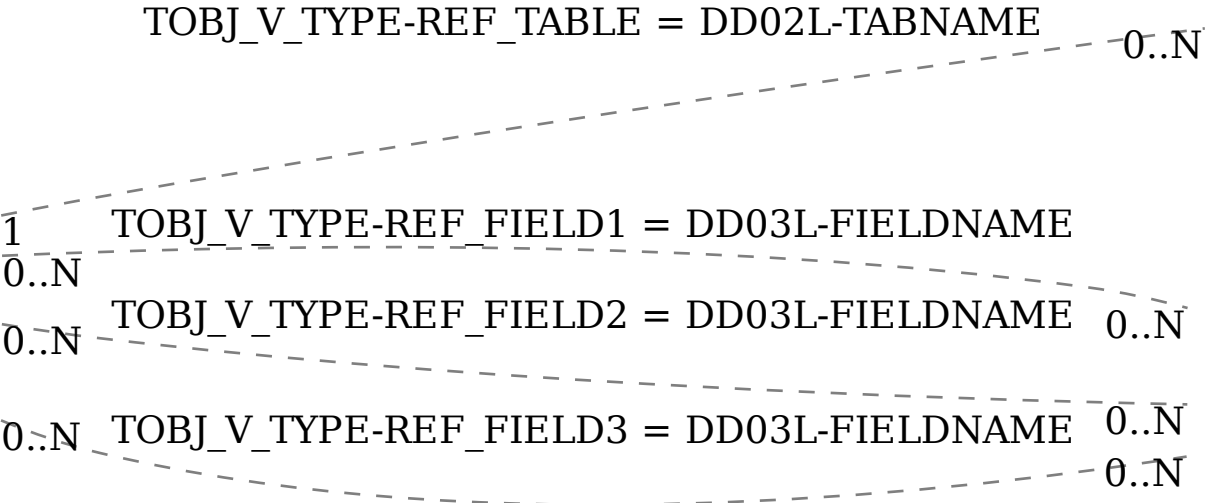 TOBJ_V_TYPE-REF_TABLE = DD02L-TABNAME
0..N
1
TOBJ_V_TYPE-REF_FIELD1 = DD03L-FIELDNAME
0..N
TOBJ_V_TYPE-REF_FIELD2 = DD03L-FIELDNAME
0..N
0..N
0..N
TOBJ_V_TYPE-REF_FIELD3 = DD03L-FIELDNAME
0..N
0..N